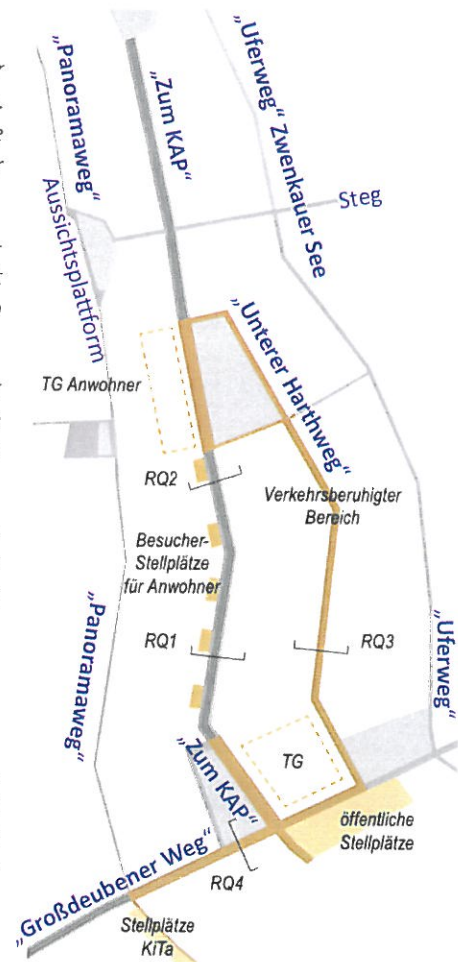 „Panoramaweg“
„Zum KAP“
„Uferweg“ Zwenkauer See
Steg
Aussichtsplattform
„Unterer Harthweg“
TG Anwohner
RQ2
Verkehrsberuhigter
Bereich
Besucher-
Stellplätze
für Anwohner
RQ1
RQ3
„Panoramaweg“
„Uferweg“
„Zum KAP“
TG
öffentliche
Stellplätze
„Großdeubener Weg“
RQ4
Stellplätze
KiTa